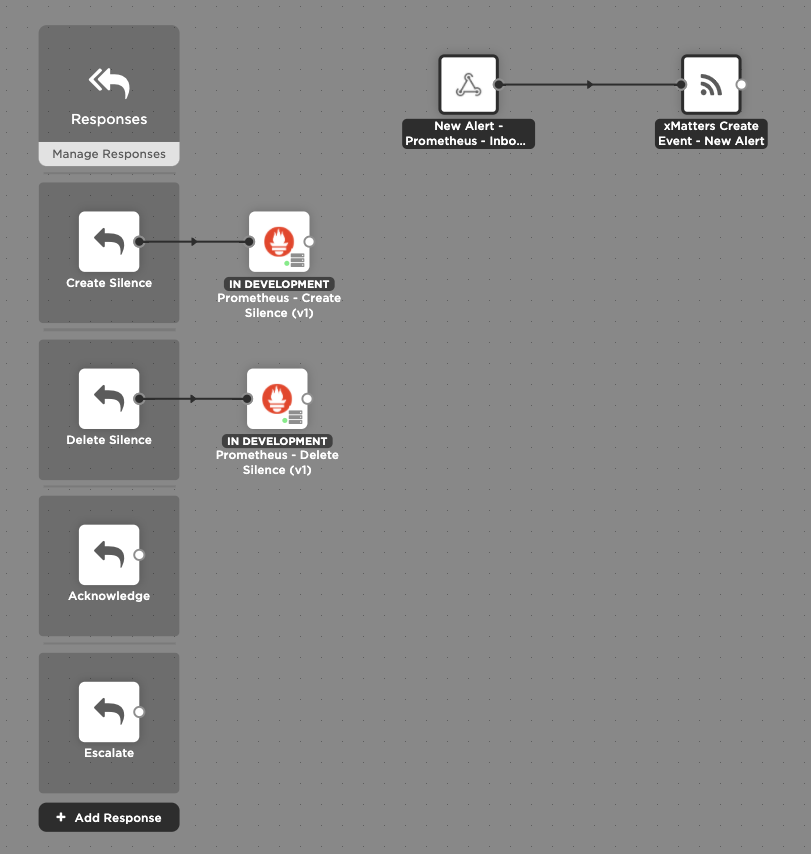 Responses
Manage Responses
New Alert -
Prometheus - Inbo...
xMatters Create
Event - New Alert
Create Silence
IN DEVELOPMENT
Prometheus - Create
Silence (v1)
Delete Silence
IN DEVELOPMENT
Prometheus - Delete
Silence (v1)
Acknowledge
Escalate
+ Add Response